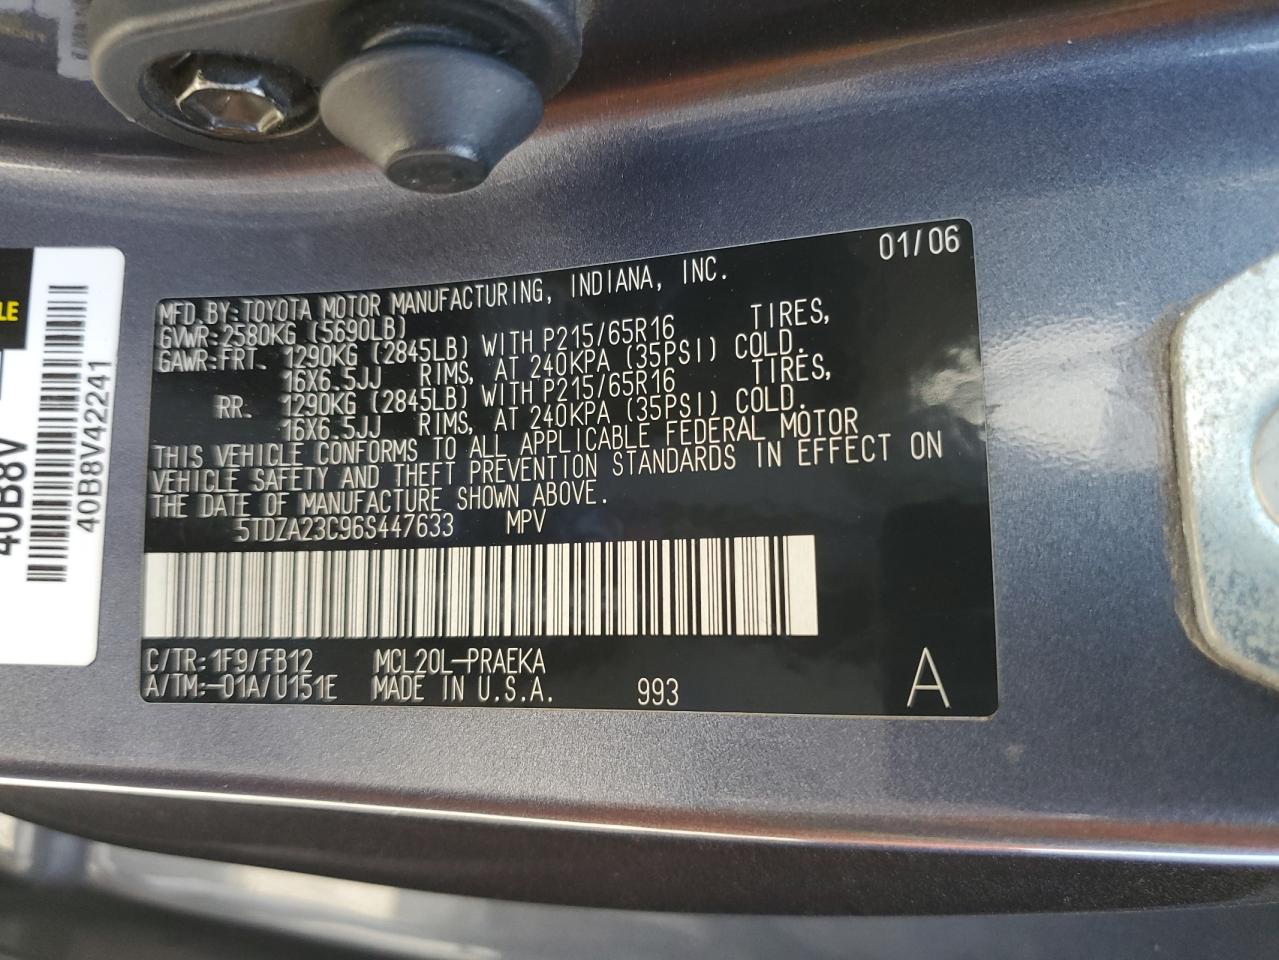 01/06
MFD.BY:TOYOTA MOTOR MANUFACTURING, INDIANA, INC.
GVWR:2580KG (5690LB)
GAWR:FRT. 1290KG (2845LB) WITH P215/65R16 TIRES,
16X6.5JJ RIMS, AT 240KPA (35PSI) COLD.
RR. 1290KG (2845LB) WITH P215/65R16 TIRES,
16X6.5JJ RIMS, AT 240KPA (35PSI) COLD.
THIS VEHICLE CONFORMS TO ALL APPLICABLE FEDERAL MOTOR
VEHICLE SAFETY AND THEFT PREVENTION STANDARDS IN EFFECT ON
THE DATE OF MANUFACTURE SHOWN ABOVE.
5TDZA23C96S447633 MPV
C/TR:1F9/FB12 MCL20L-PRAEKA
A/TM:-01A/U151E MADE IN U.S.A. 993
A
40B8V
40B8V42241
LE